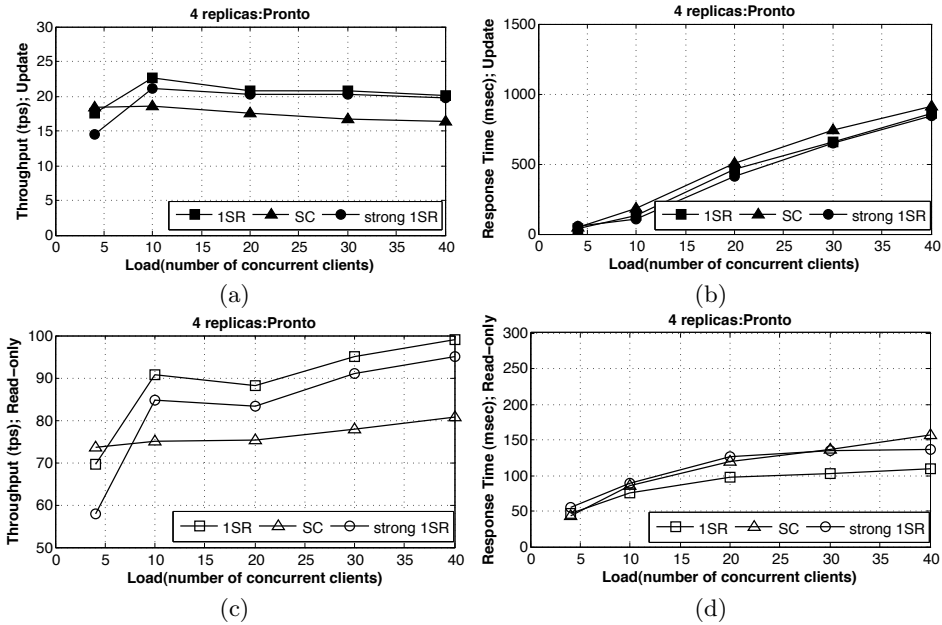 4 replicas:Pronto
Throughput (tps); Update
30
25
20
15
10
5
0
1SR SC strong 1SR
0 5 10 15 20 25 30 35 40
Load(number of concurrent clients)
(a)
4 replicas:Pronto
Response Time (msec); Update
1500
1000
500
0
1SR SC strong 1SR
0 5 10 15 20 25 30 35 40
Load(number of concurrent clients)
(b)
4 replicas:Pronto
Throughput (tps); Read-only
100
90
80
70
60
50
1SR SC strong 1SR
0 5 10 15 20 25 30 35 40
Load(number of concurrent clients)
(c)
4 replicas:Pronto
Response Time (msec); Read-only
300
250
200
150
100
50
0
1SR SC strong 1SR
0 5 10 15 20 25 30 35 40
Load(number of concurrent clients)
(d)